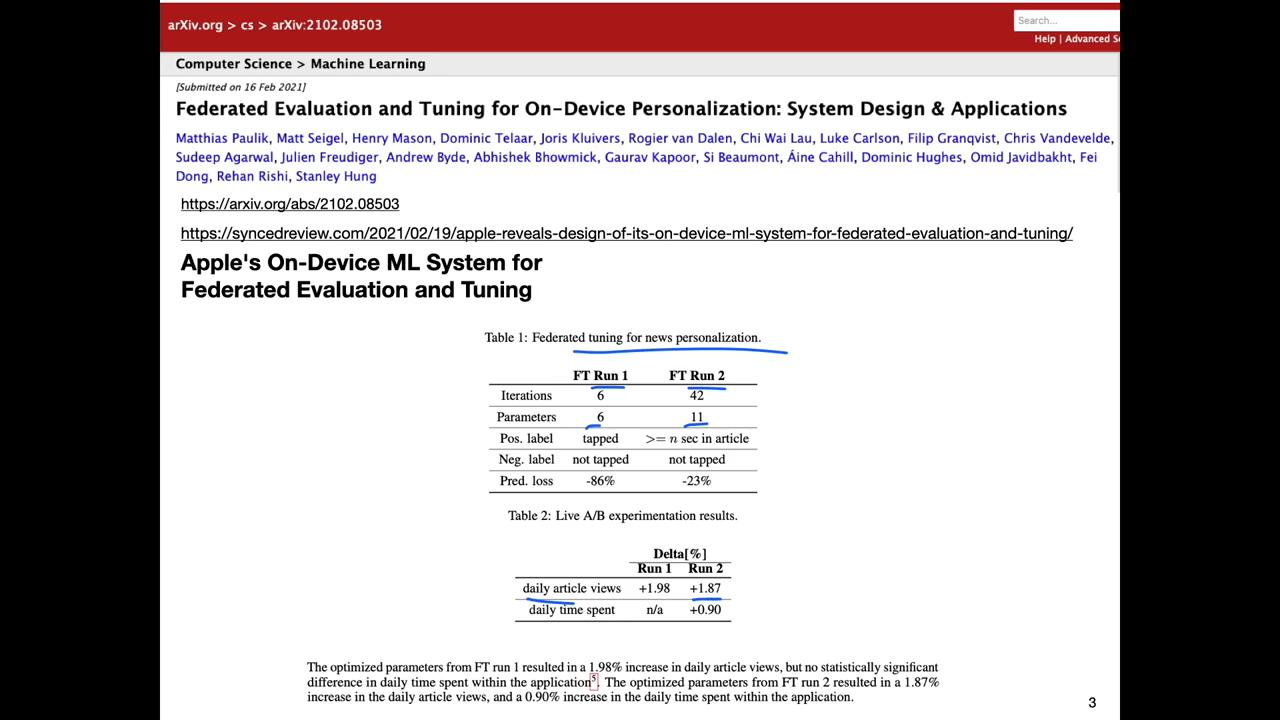 arXiv.org > cs > arXiv:2102.08503
Search...
Help | Advanced Se
Computer Science > Machine Learning
[Submitted on 16 Feb 2021]
Federated Evaluation and Tuning for On-Device Personalization: System Design & Applications
Matthias Paulik, Matt Seigel, Henry Mason, Dominic Telaar, Joris Kluivers, Rogier van Dalen, Chi Wai Lau, Luke Carlson, Filip Granqvist, Chris Vandevelde,
Sudeep Agarwal, Julien Freudiger, Andrew Byde, Abhishek Bhowmick, Gaurav Kapoor, Si Beaumont, Áine Cahill, Dominic Hughes, Omid Javidbakht, Fei
Dong, Rehan Rishi, Stanley Hung
https://arxiv.org/abs/2102.08503
https://syncedreview.com/2021/02/19/apple-reveals-design-of-its-on-device-ml-system-for-federated-evaluation-and-tuning/
Apple's On-Device ML System for
Federated Evaluation and Tuning
Table 1: Federated tuning for news personalization.
FT Run 1 FT Run 2
Iterations 6 42
Parameters 6 11
Pos. label tapped >= n sec in article
Neg. label not tapped not tapped
Pred. loss -86% -23%
Table 2: Live A/B experimentation results.
Delta[%]
Run 1 Run 2
daily article views +1.98 +1.87
daily time spent n/a +0.90
The optimized parameters from FT run 1 resulted in a 1.98% increase in daily article views, but no statistically significant
difference in daily time spent within the application5. The optimized parameters from FT run 2 resulted in a 1.87%
increase in the daily article views, and a 0.90% increase in the daily time spent within the application.
3